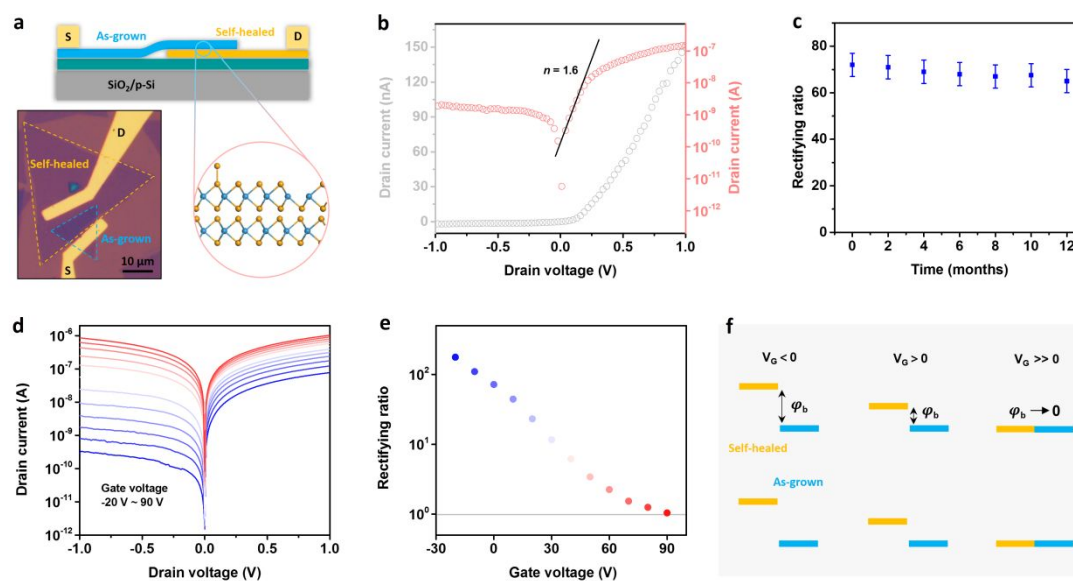 a
As-grown
Self-healed
S
D
SiO2/p-Si
D
Self-healed
As-grown
10 μm
S
b
150
120
90
60
30
0
Drain current (nA)
n = 1.6
10-7
10-8
10-9
10-10
10-11
10-12
Drain current (A)
-1.0
-0.5
0.0
0.5
1.0
Drain voltage (V)
c
80
60
40
20
0
Rectifying ratio
0
2
4
6
8
10
12
Time (months)
d
10-6
10-7
10-8
10-9
10-10
10-11
10-12
Drain current (A)
Gate voltage
-20 V ~ 90 V
-1.0
-0.5
0.0
0.5
1.0
Drain voltage (V)
e
102
101
100
Rectifying ratio
-30
0
30
60
90
Gate voltage (V)
f
VG < 0
VG > 0
VG >> 0
φb
φb
φb → 0
Self-healed
As-grown